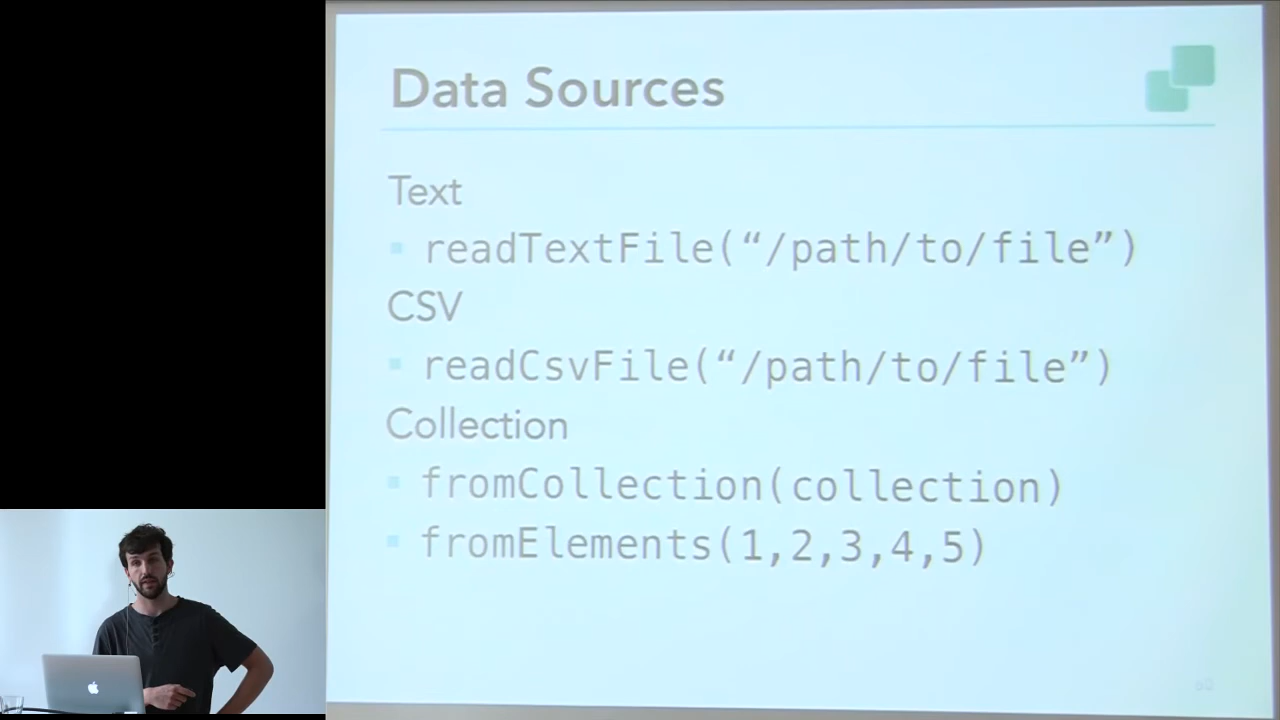 Data Sources
Text
▪ readTextFile(“/path/to/file”)
CSV
▪ readCsvFile(“/path/to/file”)
Collection
▪ fromCollection(collection)
▪ fromElements(1,2,3,4,5)
60